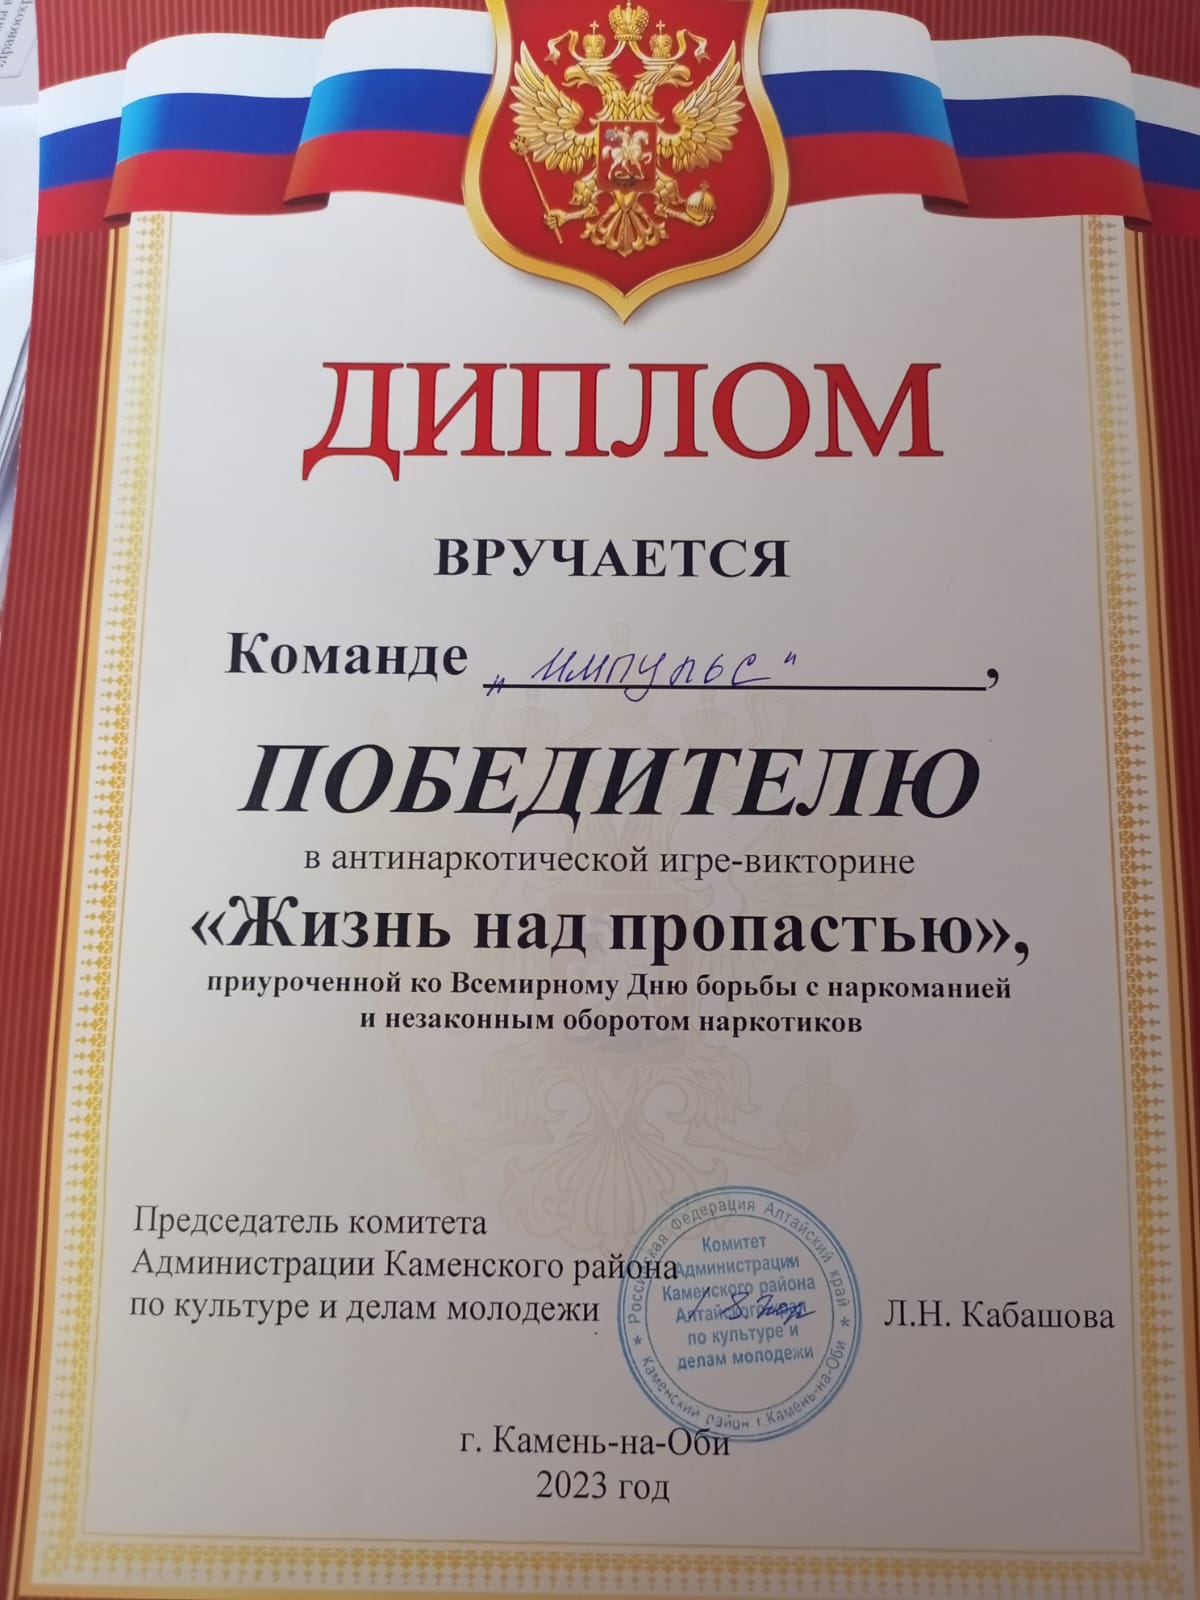 ДИПЛОМ
ВРУЧАЕТСЯ
Команде „ИМПУЛЬС",
ПОБЕДИТЕЛЮ
в антинаркотической игре-викторине
«Жизнь над пропастью»,
приуроченной ко Всемирному Дню борьбы с наркоманией
и незаконным оборотом наркотиков
Председатель комитета
Администрации Каменского района
по культуре и делам молодежи
Л.Н. Кабашова
* Российская Федерация Алтайский край *
Каменский район г.Камень-на-Оби
Комитет
Администрации
Каменского района
Алтайского края
по культуре и
делам молодежи
г. Камень-на-Оби
2023 год